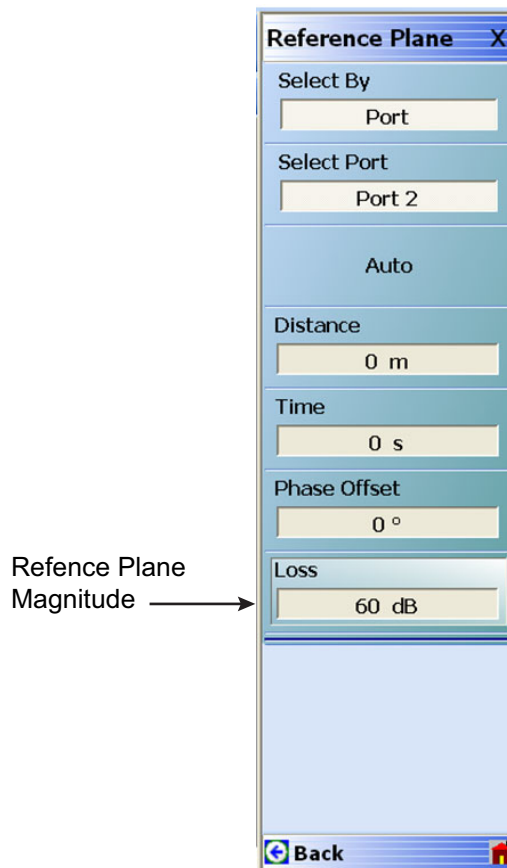 Reference Plane X
Select By
Port
Select Port
Port 2
Auto
Distance
0 m
Time
0 s
Phase Offset
0 °
Refence Plane
Magnitude
Loss
60 dB
Back